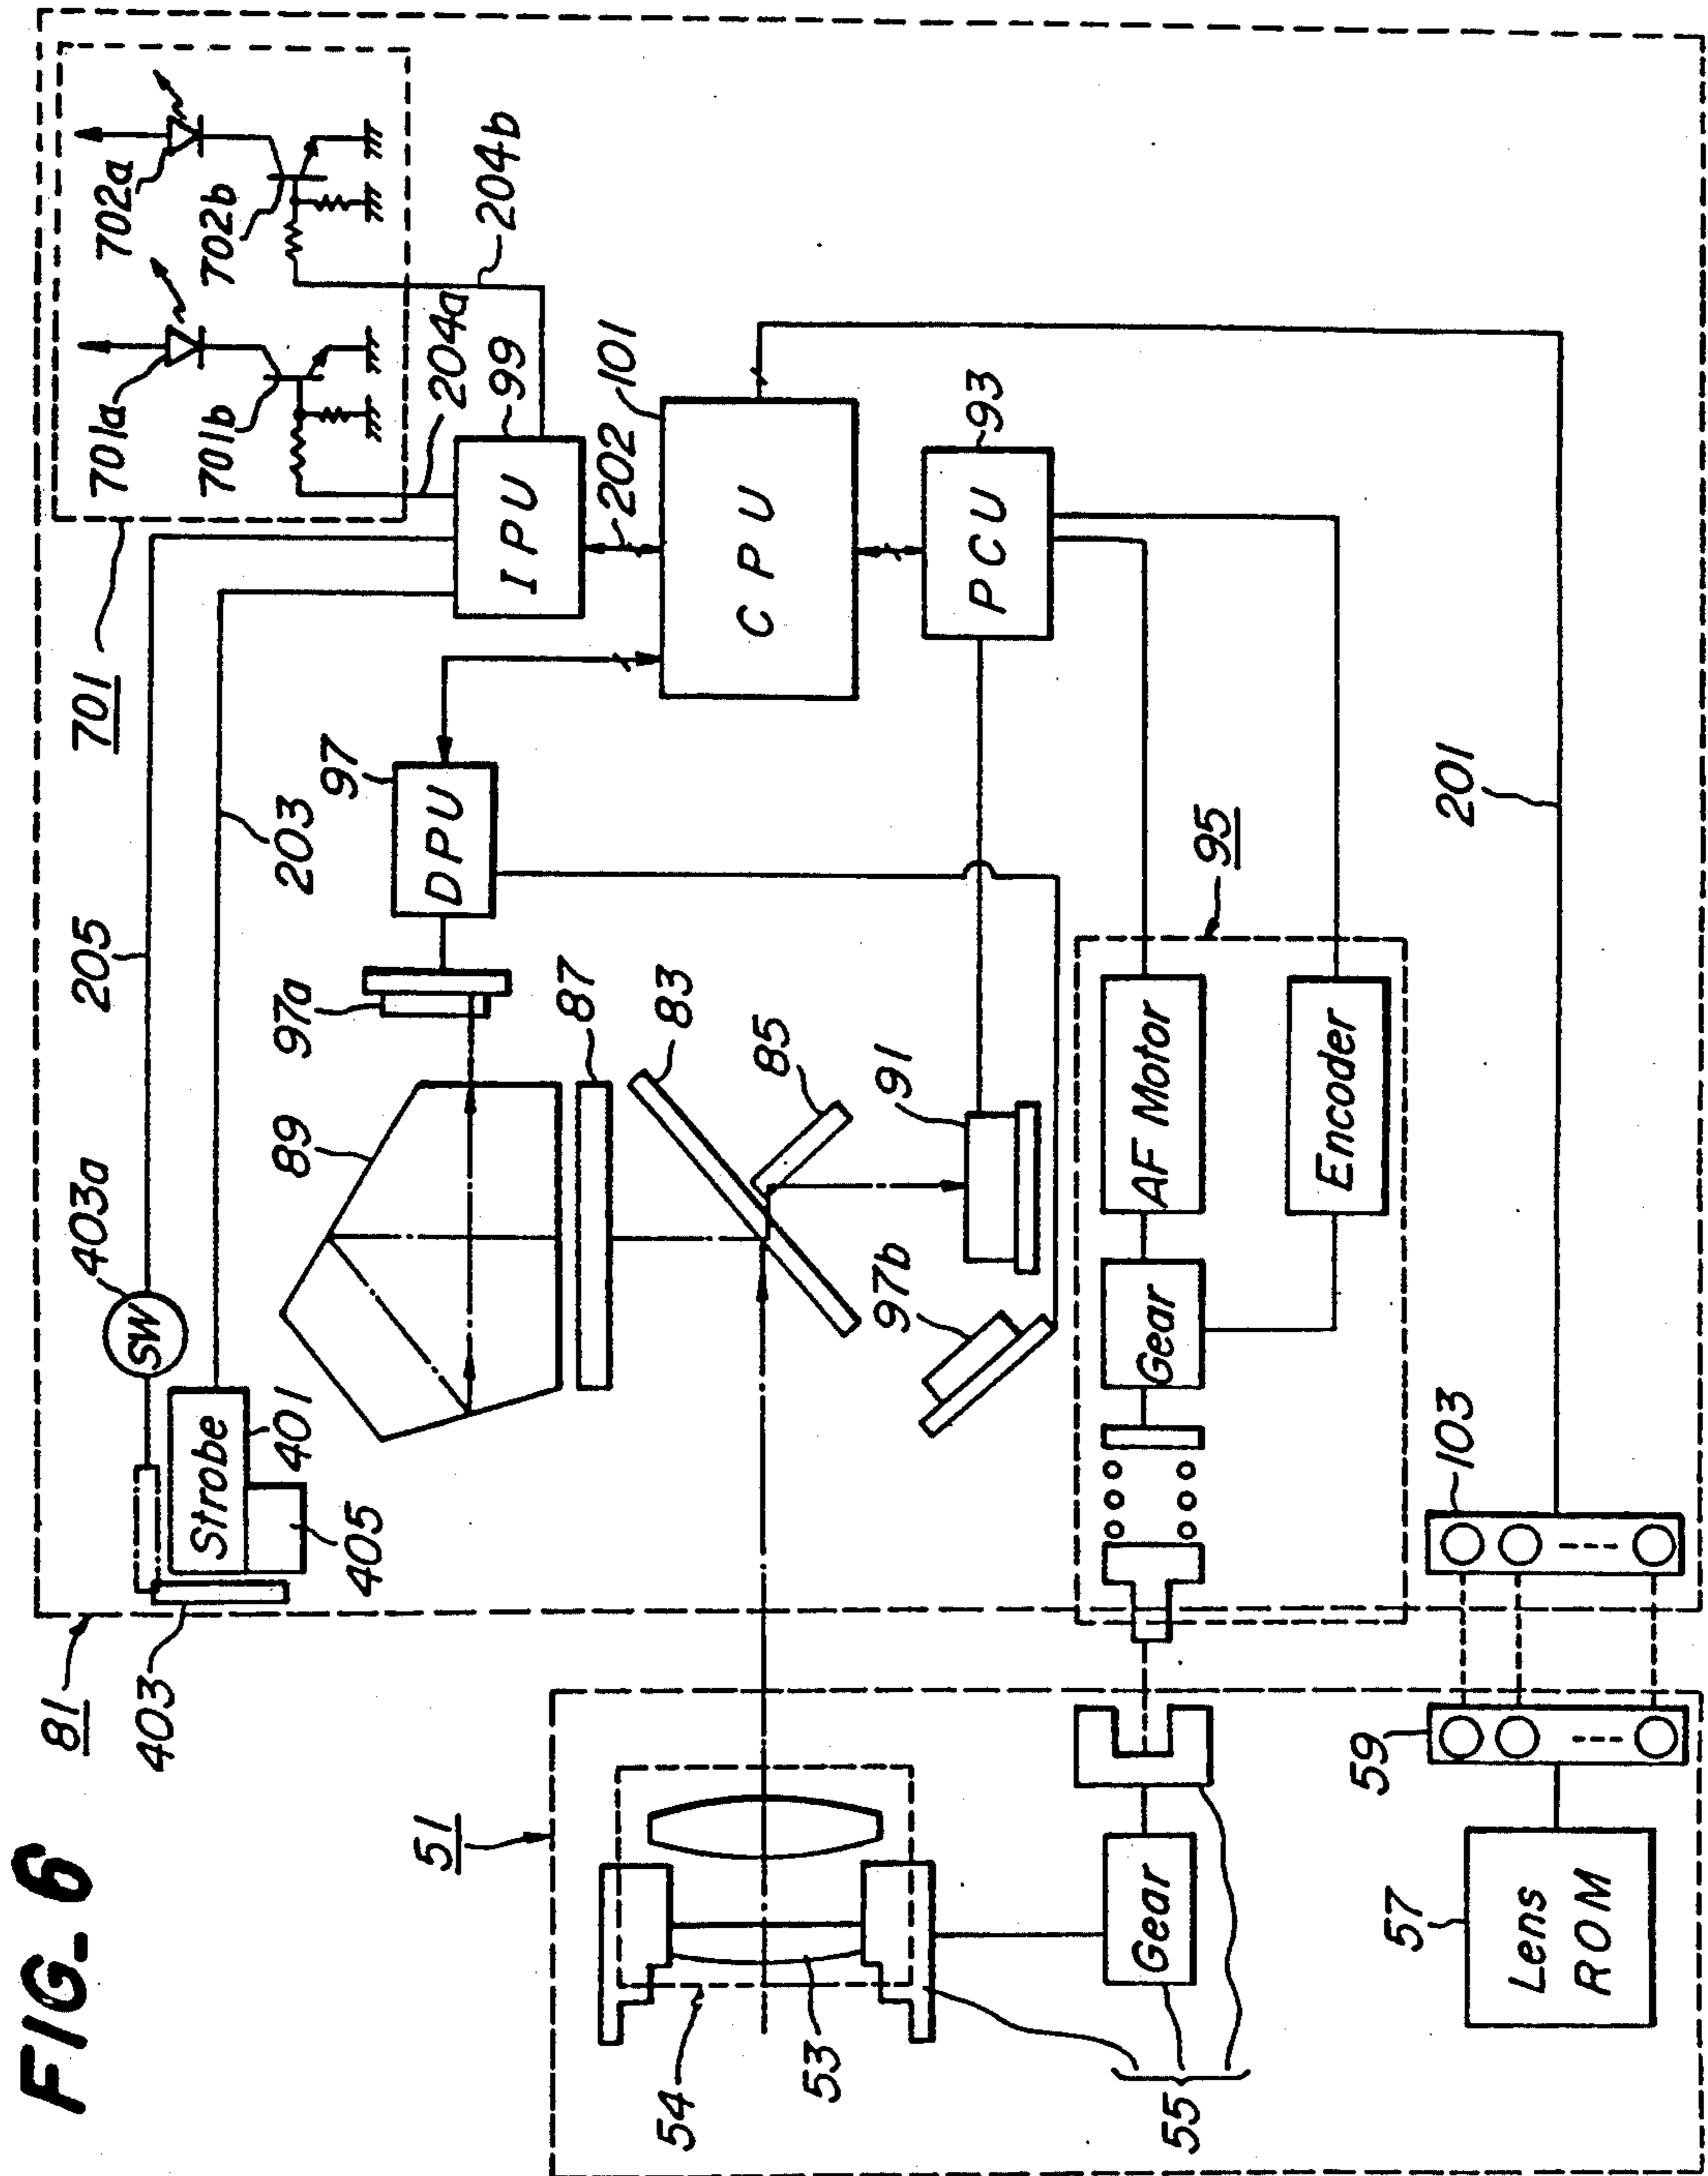 FIG_6
81
403
Strobe
401
405
SW
403a
205
203
701
701a
701b
702a
702b
204a
204b
IPU
99
202
CPU
101
PCU
93
DPU
97
97a
89
87
83
85
91
97b
95
AF Motor
Gear
Encoder
201
103
51
54
53
55
Gear
59
57
Lens
ROM